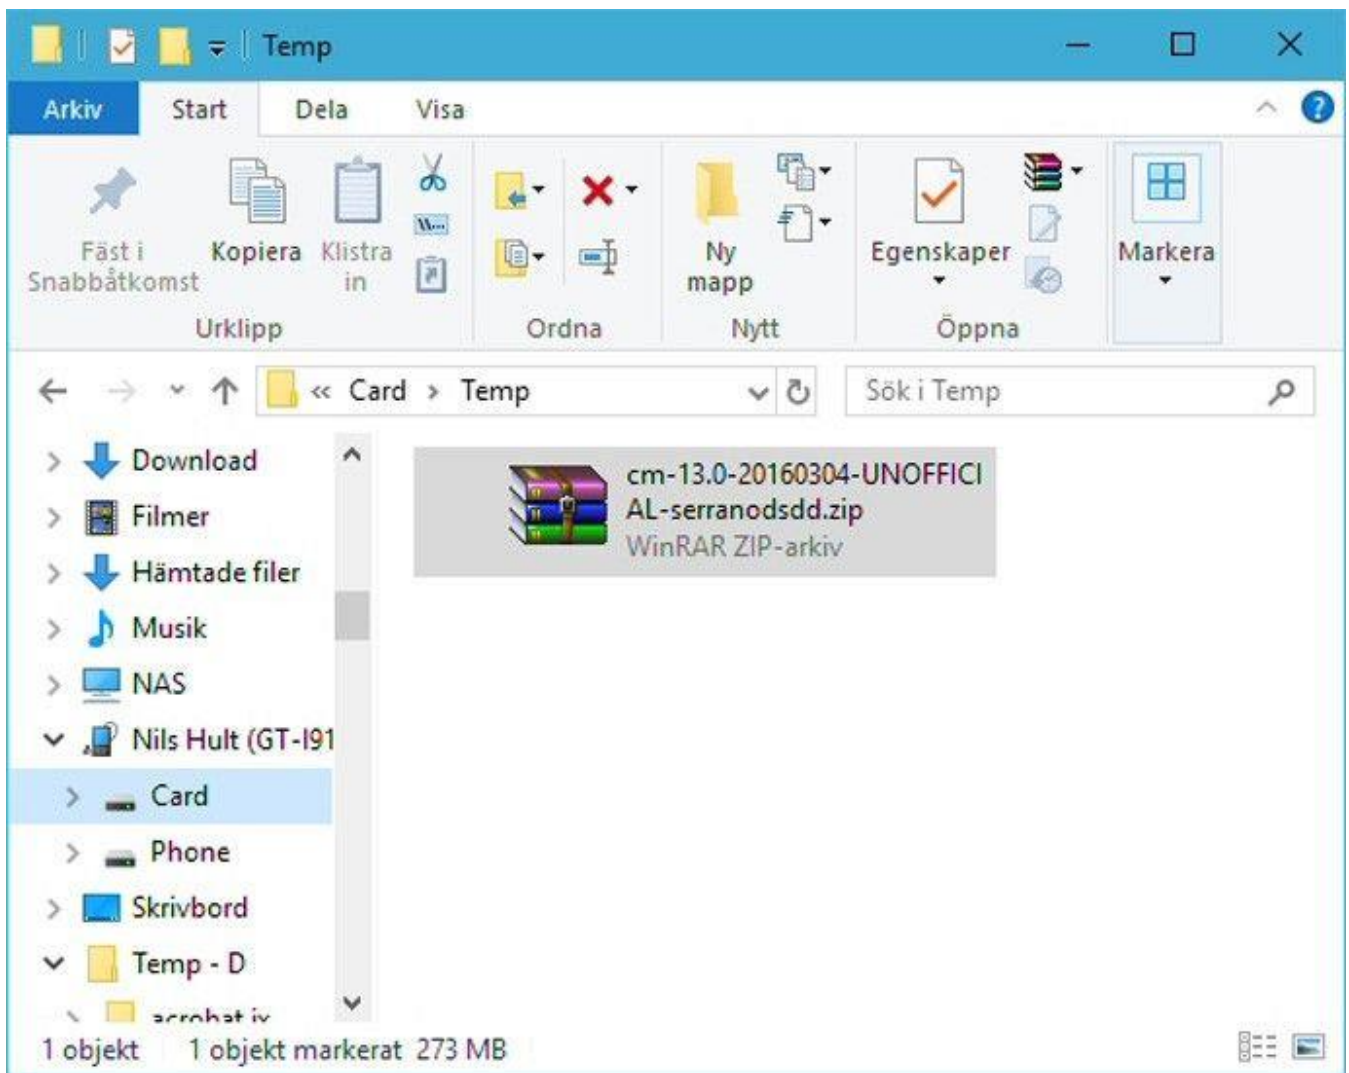 Temp
Arkiv Start Dela Visa
Fäst i Snabbåtkomst
Kopiera
Klistra in
Ny mapp
Egenskaper
Markera
Urklipp Ordna Nytt Öppna
« Card > Temp
Sök i Temp
Download
Filmer
Hämtade filer
Musik
NAS
Nils Hult (GT-I91
Card
Phone
Skrivbord
Temp - D
acrobat ix
cm-13.0-20160304-UNOFFICI
AL-serranodsdd.zip
WinRAR ZIP-arkiv
1 objekt 1 objekt markerat 273 MB